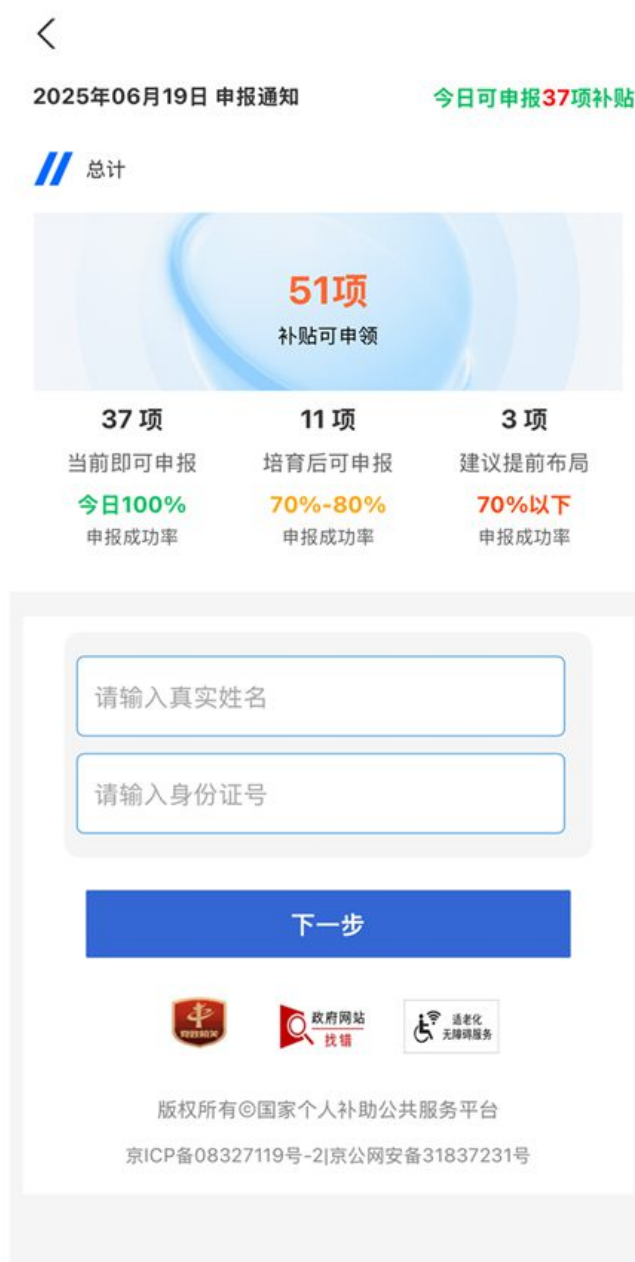 2025年06月19日 申报通知 今日可申报37项补贴
总计
51项
补贴可申领
37 项 11 项 3 项
当前即可申报 培育后可申报 建议提前布局
今日100% 70%-80% 70%以下
申报成功率 申报成功率 申报成功率
请输入真实姓名
请输入身份证号
下一步
党政机关
政府网站
找错
适老化
无障碍服务
版权所有©国家个人补助公共服务平台
京ICP备08327119号-2|京公网安备31837231号